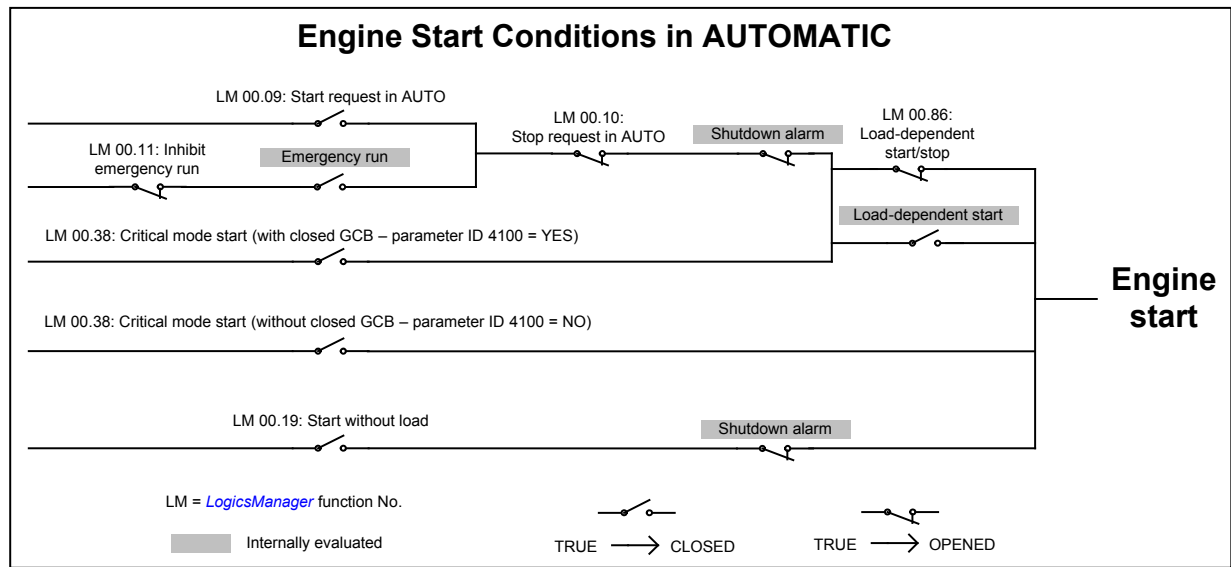 Engine Start Conditions in AUTOMATIC
LM 00.09: Start request in AUTO
LM 00.10:
Stop request in AUTO
Shutdown alarm
LM 00.86:
Load-dependent
start/stop
LM 00.11: Inhibit
emergency run
Emergency run
Load-dependent start
LM 00.38: Critical mode start (with closed GCB – parameter ID 4100 = YES)
Engine
start
LM 00.38: Critical mode start (without closed GCB – parameter ID 4100 = NO)
LM 00.19: Start without load
Shutdown alarm
LM = LogicsManager function No.
Internally evaluated
TRUE CLOSED
TRUE OPENED